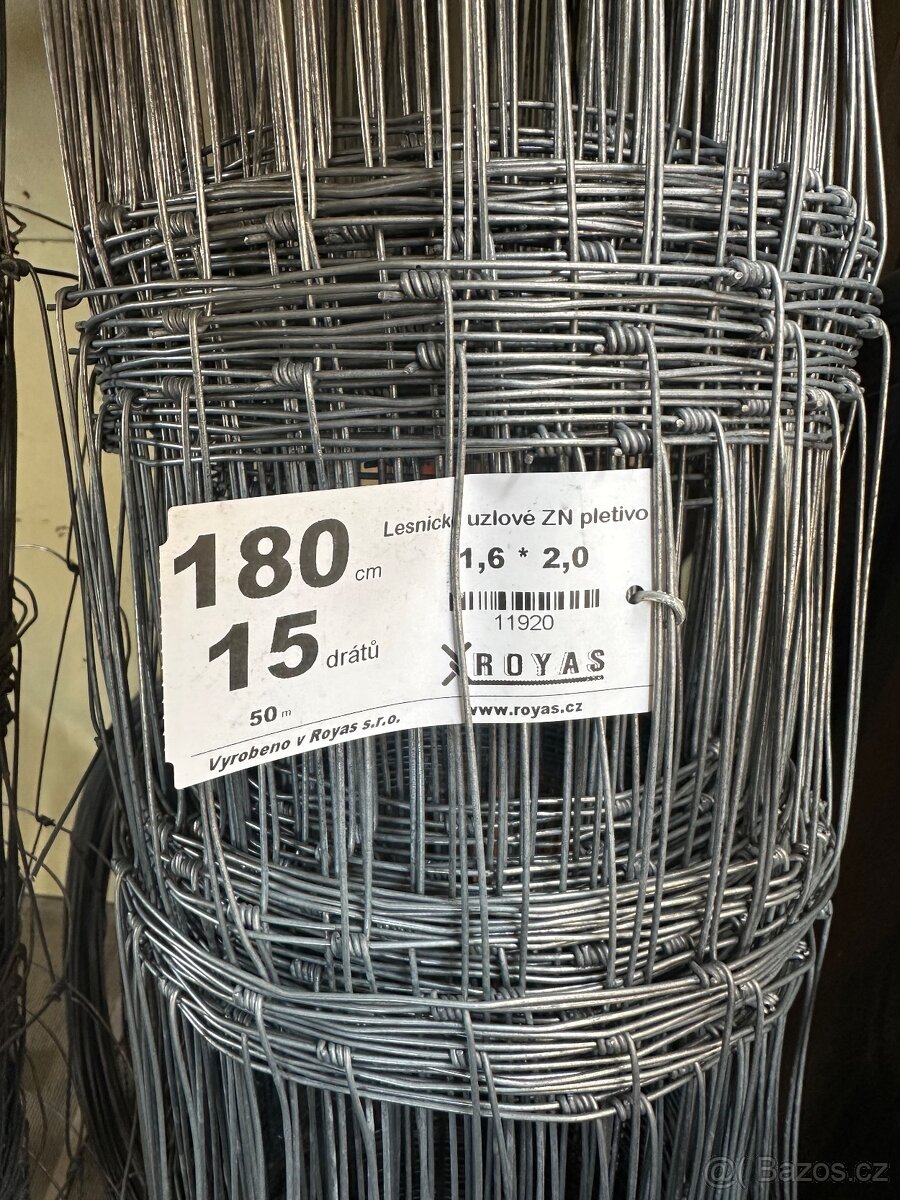 180 cm
15 drátů
50 m
Vyrobeno v Royas s.r.o.
Lesnické uzlové ZN pletivo
1,6 * 2,0
11920
ROYAS
www.royas.cz
@ Bazos.cz